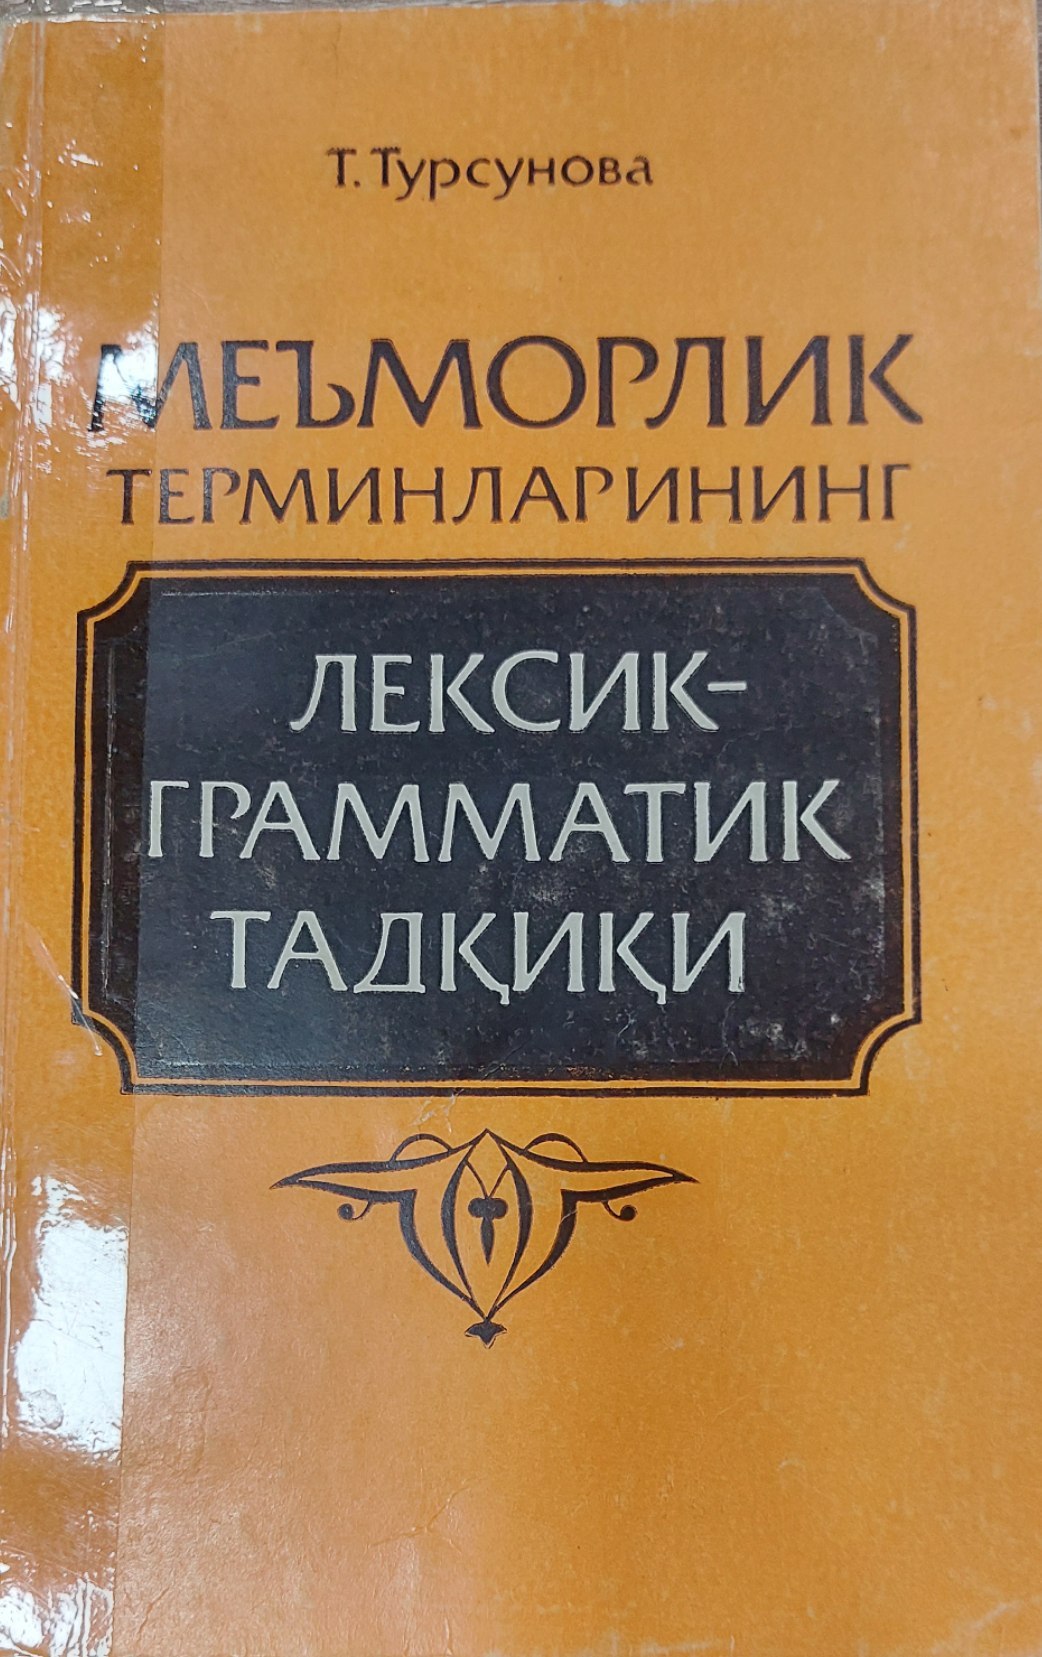 Т. Турсунова
МЕЪМОРЛИК
ТЕРМИНЛАРИНИНГ
ЛЕКСИК-
ГРАММАТИК
ТАДҚИҚИ